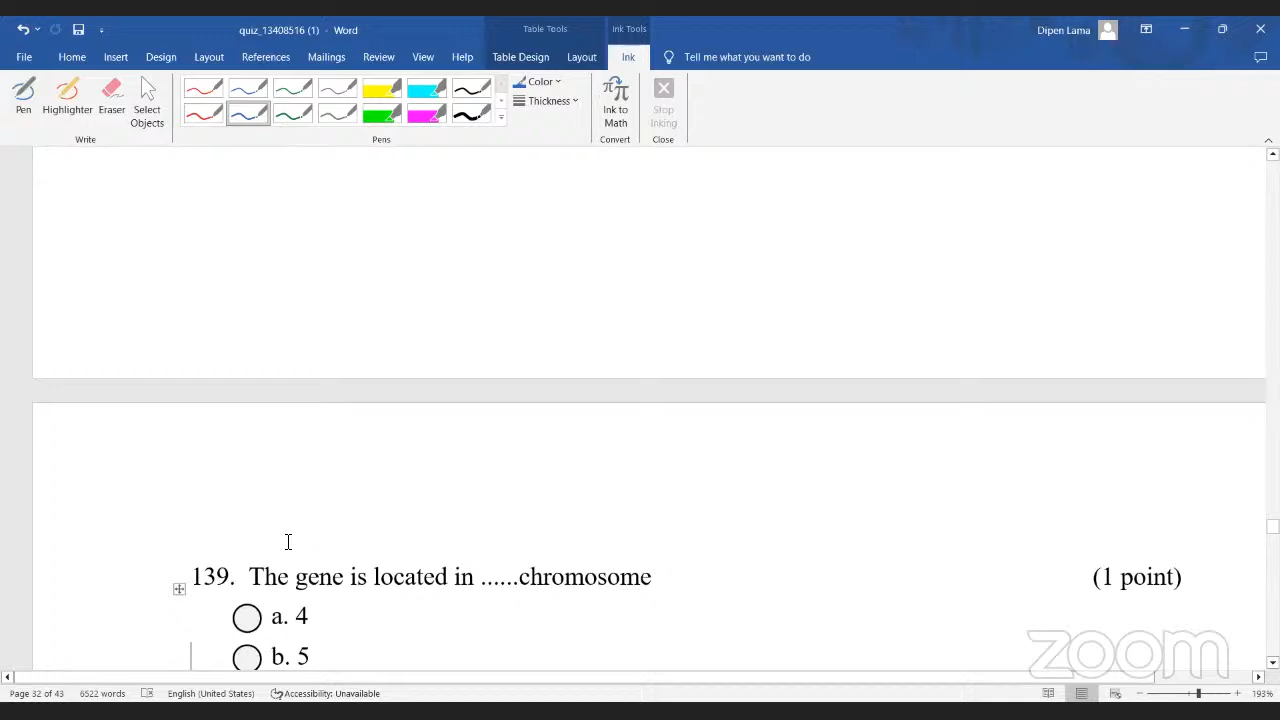 quiz_13408516 (1) - Word
Table Tools
Ink Tools
Dipen Lama
File Home Insert Draw Design Layout References Mailings Review View Help Table Design Layout Ink Tell me what you want to do
Pen
Highlighter
Eraser
Select
Objects
Color
Thickness
Ink to
Math
Stop
Inking
Write
Pens
Convert
Close
139. The gene is located in ......chromosome (1 point)
a. 4
b. 5
zoom
Page 32 of 43 6522 words English (United States) Accessibility: Unavailable 193%